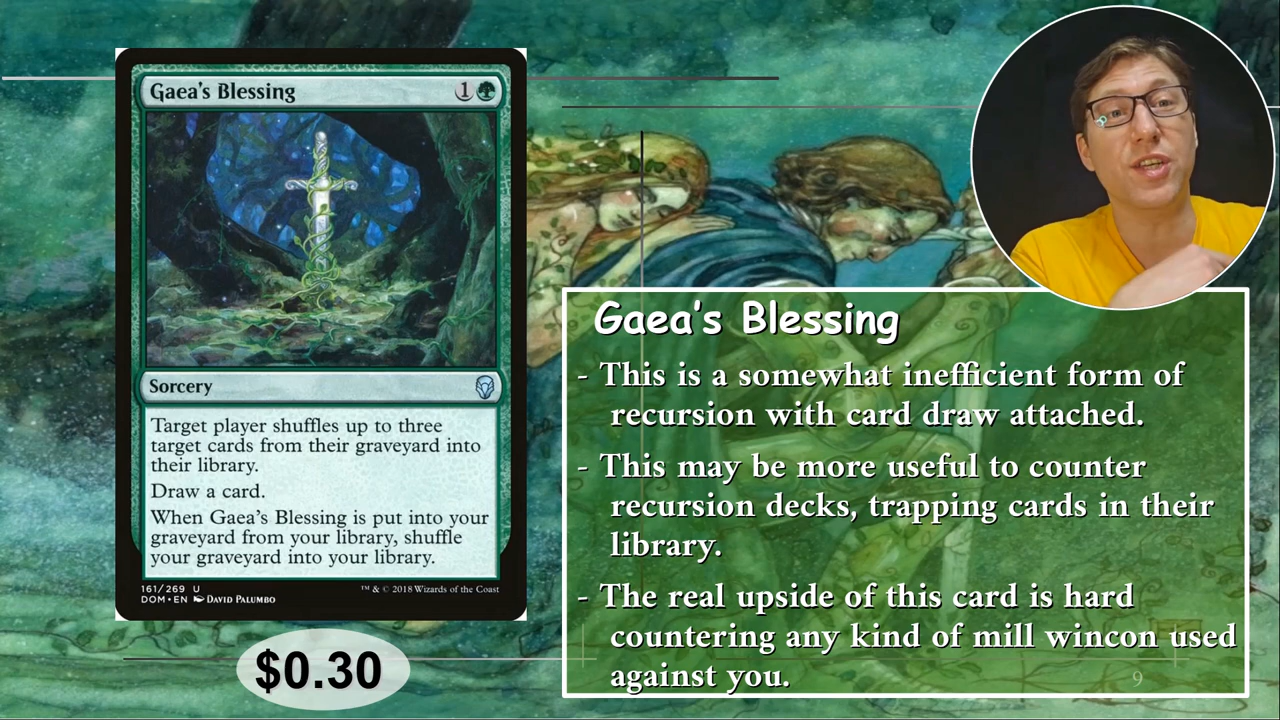 Gaea's Blessing 1
Sorcery
Target player shuffles up to three
target cards from their graveyard into
their library.
Draw a card.
When Gaea's Blessing is put into your
graveyard from your library, shuffle
your graveyard into your library.
161/269 U
DOM • EN DAVID PALUMBO
™ & © 2018 Wizards of the Coast
$0.30
Gaea's Blessing
- This is a somewhat inefficient form of
recursion with card draw attached.
- This may be more useful to counter
recursion decks, trapping cards in their
library.
- The real upside of this card is hard
countering any kind of mill wincon used
against you.
9